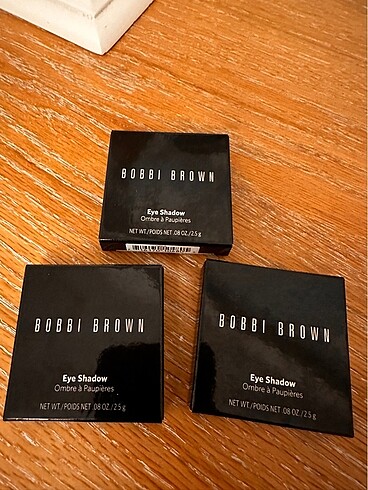 BOBBI BROWN
Eye Shadow
Ombre à Paupières
NET WT./POIDS NET .08 OZ./2.5 g
BOBBI BROWN
Eye Shadow
Ombre à Paupières
NET WT./POIDS NET .08 OZ./2.5 g
BOBBI BROWN
Eye Shadow
Ombre à Paupières
NET WT./POIDS NET .08 OZ./2.5 g